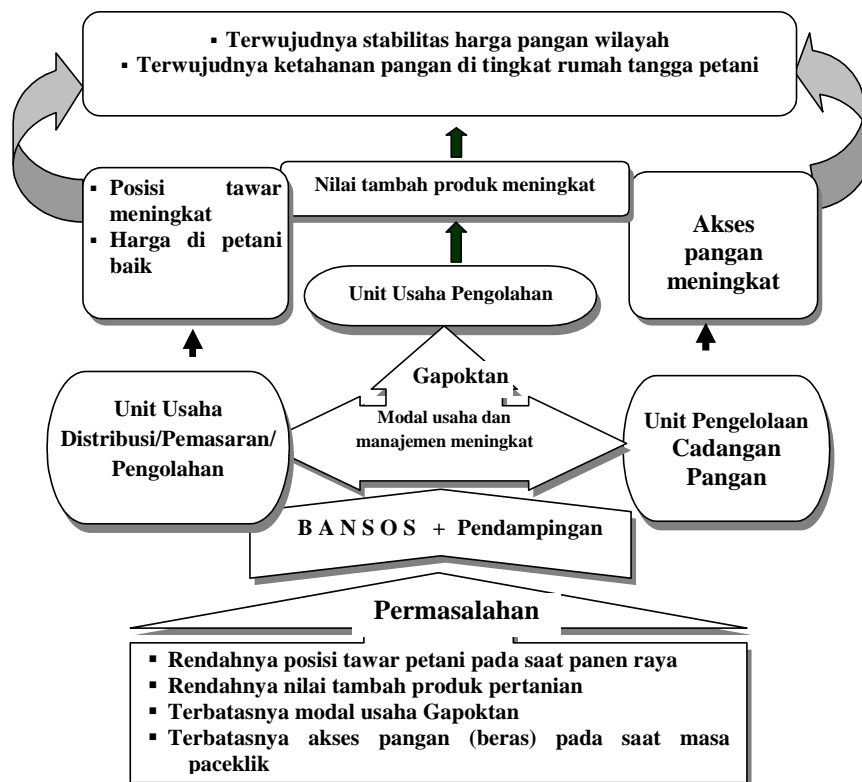 ▪ Terwujudnya stabilitas harga pangan wilayah
▪ Terwujudnya ketahanan pangan di tingkat rumah tangga petani
▪ Posisi tawar
meningkat
▪ Harga di petani
baik
Nilai tambah produk meningkat
Akses
pangan
meningkat
Unit Usaha Pengolahan
Unit Usaha
Distribusi/Pemasaran/
Pengolahan
Gapoktan
Modal usaha dan
manajemen meningkat
Unit Pengelolaan
Cadangan
Pangan
B A N S O S + Pendampingan
Permasalahan
▪ Rendahnya posisi tawar petani pada saat panen raya
▪ Rendahnya nilai tambah produk pertanian
▪ Terbatasnya modal usaha Gapoktan
▪ Terbatasnya akses pangan (beras) pada saat masa
paceklik